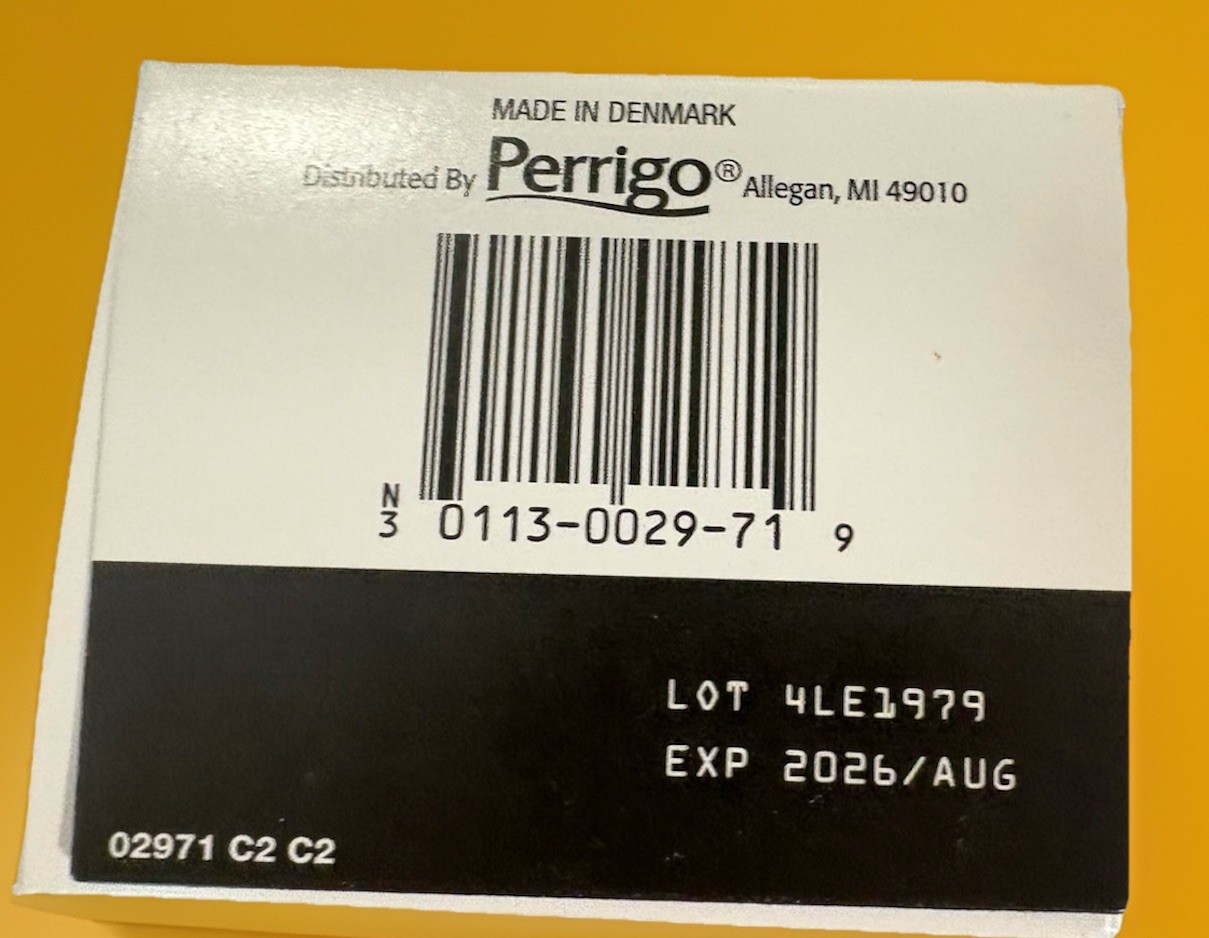 MADE IN DENMARK
Distributed By Perrigo® Allegan, MI 49010
N
3 0113-0029-71 9
LOT 4LE1979
EXP 2026/AUG
02971 C2 C2